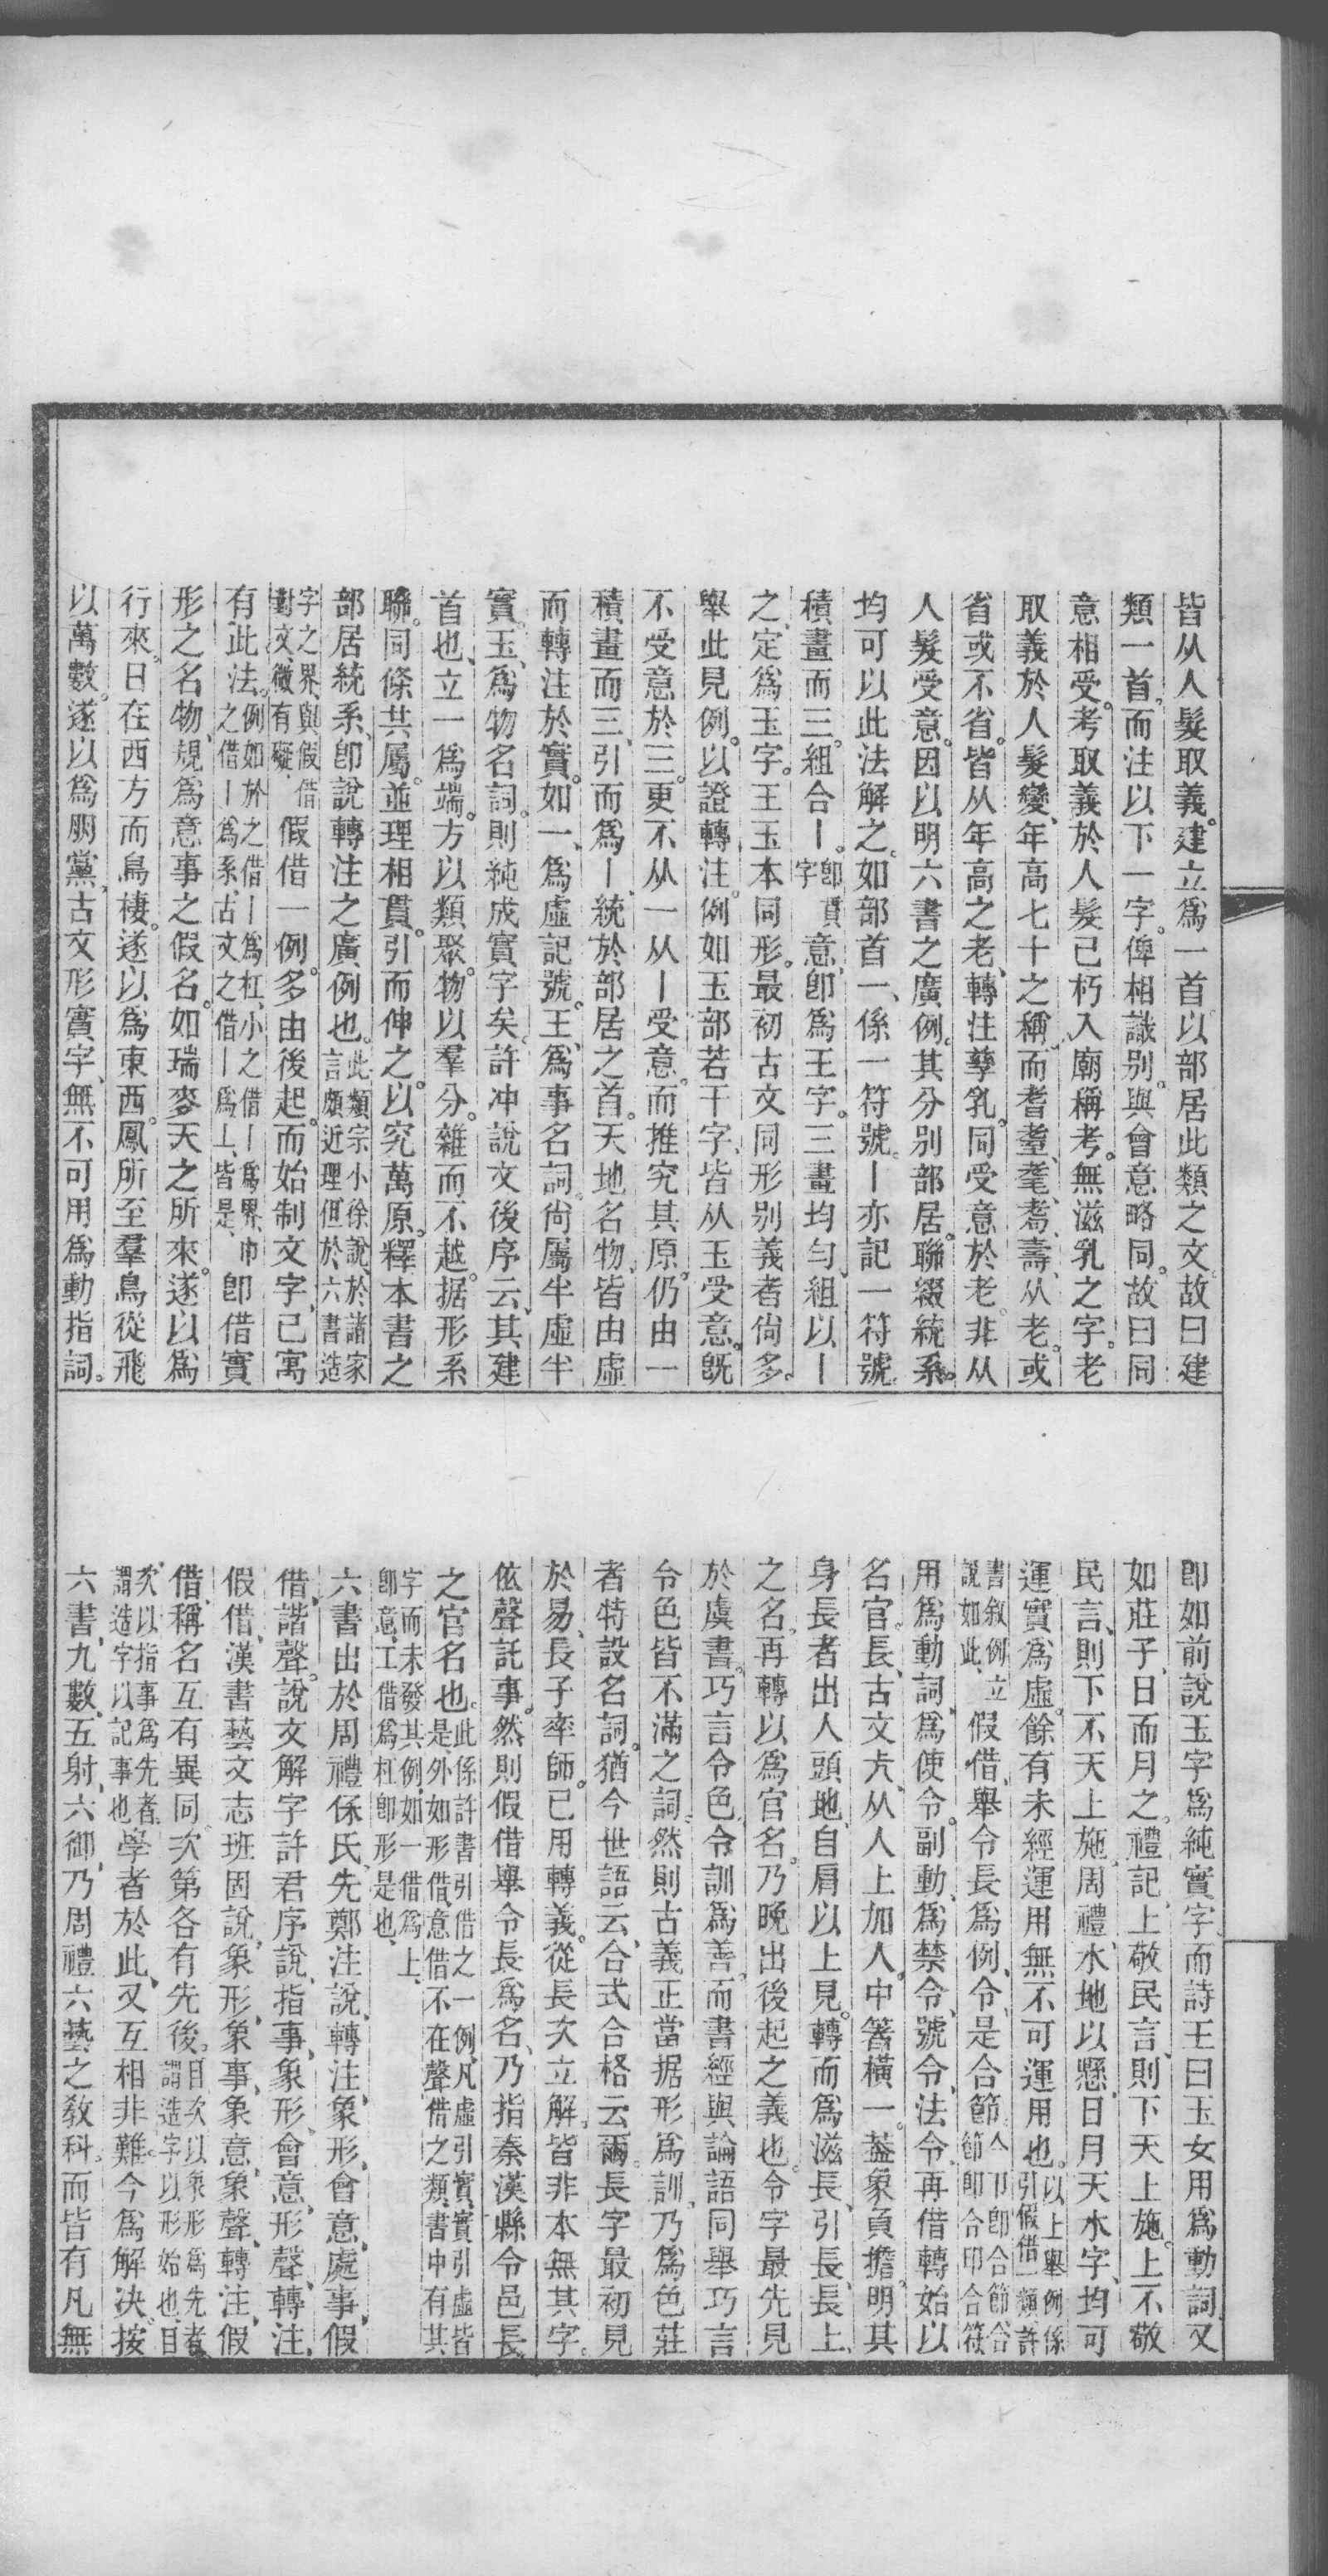 皆从人髮取義。建立爲一首。以部居此類之文。故曰建
類一首。而注以下一字。俾相識别。與會意略同。故曰同
意相受。考取義於人髮已朽入廟稱考。無滋乳之字。老
取義於人髮變、年高七十之稱、而耆耋、耄、耇、壽、从老。或
省或不省。皆从年高之老、轉注孳乳。同受意於老。非从
人髮受意。因以明六書之廣例。其分别部居。聯綴統系。
均可以此法解之。如部首一、係一符號。丨亦記一符號
積畫而三。組合丨。卽貫字意、卽爲王字。三畫均勻、組以丨
之、定爲玉字。王玉本同形。最初古文同形别義者尙多。
舉此見例。以證轉注。例如玉部若干字、皆从玉受意。旣
不受意於三。更不从一从丨受意。而推究其原。仍由一
積畫而三、引而爲丨、統於部居之首。天地名物、皆由虛
而轉注於實。如一、爲虛記號。王、爲事名詞。尙屬半虛半
實。玉、爲物名詞。則純成實字矣。許沖說文後序云、其建
首也、立一爲端。方以類聚。物以羣分。雜而不越。据形系
聯。同條共屬。並理相貫。引而伸之。以究萬原。釋本書之
部居統系、卽說轉注之廣例也。此類宗小徐說、於諸家言頗近理、但於六書造
字之界、與假借對文、微有礙、假借一例。多由後起。而始制文字、已寓
有此法。例如於之借丨爲杠、小之借丨爲界、巾之借丨爲系、古文之借丨爲丄、皆是、卽借實
形之名物、規爲意事之假名。如瑞麥、天之所來。遂以爲
行來。日在西方而鳥棲。遂以爲東西。鳳所至羣鳥從飛
以萬數。遂以爲朋黨、古文形實字、無不可用爲動指詞。
卽如前說玉字爲純實字、而詩王曰玉女用爲動詞、又
如莊子、日而月之。禮記、上敬民言、則下天上施。上不敬
民言、則下不天上施。周禮、水地以懸、日月天水字、均可
運實爲虛。餘有未經運用無不可運用也。以上舉例係引假借一類許
書敘例立說如此、假借、舉令長爲例、令、是合節、亼卩卽合節合節卽合印合符
用爲動詞、爲使令。副動、爲禁令、號令、法令、再借轉始以
名官。長、古文仧、从人上加人。中箸橫一。葢象頁擔。明其
身長者出人頭地、自肩以上見。轉而爲滋長、引長、長上、
之名。再轉以爲官名。乃晚出後起之義也。令字最先見
於虞書。巧言令色、令訓爲善。而書經與論語同舉巧言
令色皆不滿之詞。然則古義正當据形爲訓、乃爲色莊
者特設名詞。猶今世語云、合式合格云爾。長字最初見
於易、長子率師。已用轉義。從長次立解。皆非本無其字。
依聲託事。然則假借舉令長爲名、乃指秦漢縣令邑長
之官名也。此係許書引借之一例、凡虛引實、實引虛皆是、外如形借、意借不在聲借之類、書中有其
字而未發其例、如一借爲上、卽意、工借爲杠卽形是也、
六書出於周禮保氏、先鄭注說、轉注、象形、會意、處事、假
借、諧聲。說文解字許君序說、指事、象形、會意、形聲、轉注、
假借、漢書藝文志班固說、象形、象事、象意、象聲、轉注、假
借、稱名互有異同、次第各有先後。目次以象形爲先者、謂造字以形始也、目
次以指事爲先者、謂造字以記事也、學者於此、又互相非難。今爲解決、按
六書、九數、五射、六御、乃周禮六藝之敎科。而皆有凡無